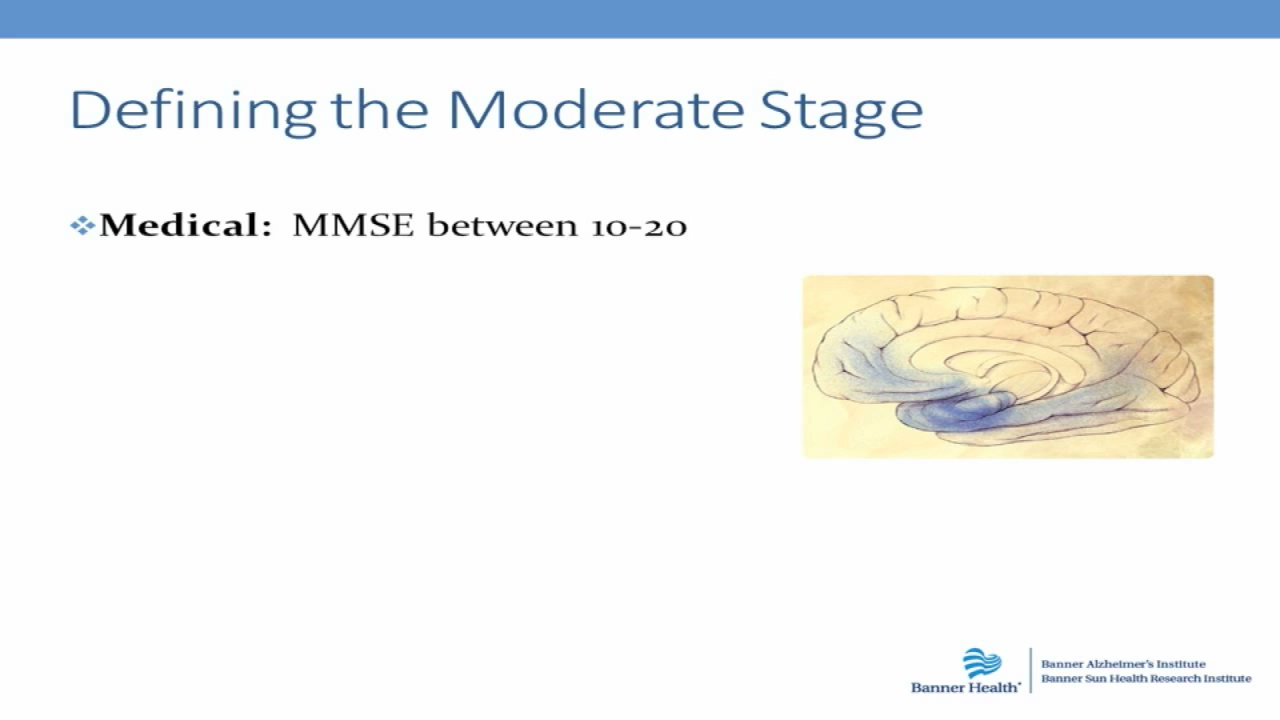 Defining the Moderate Stage
❖Medical: MMSE between 10-20
Banner Health
Banner Alzheimer's Institute
Banner Sun Health Research Institute